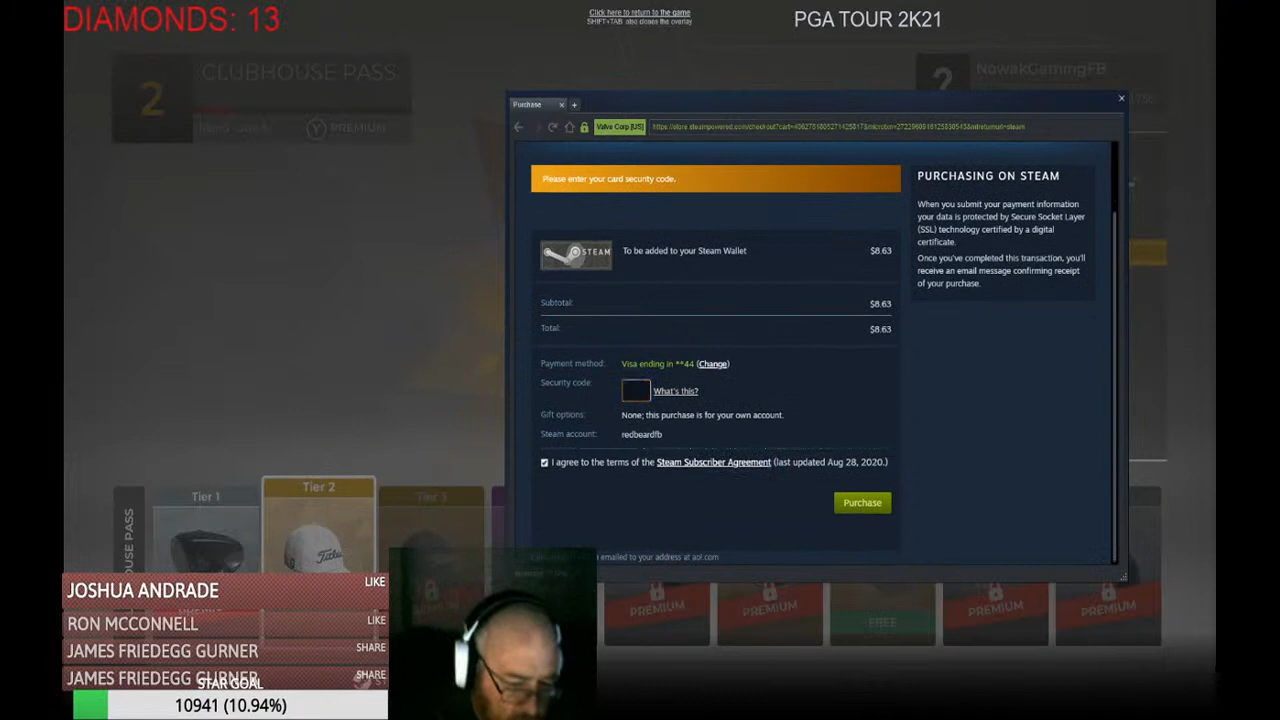 DIAMONDS: 13
Click here to return to the game
SHIFT+TAB also closes the overlay
PGA TOUR 2K21
2
CLUBHOUSE PASS
Y PREMIUM
?
NowakGamingFB
Purchase
Valve Corp [US]
Please enter your card security code.
STEAM
To be added to your Steam Wallet
$8.63
Subtotal:
$8.63
Total:
$8.63
Payment method:
Visa ending in **44 (Change)
Security code:
What's this?
Gift options:
None; this purchase is for your own account.
Steam account:
redbeardfb
I agree to the terms of the Steam Subscriber Agreement (last updated Aug 28, 2020.)
Purchase
emailed to your address at aol.com
PURCHASING ON STEAM
When you submit your payment information
your data is protected by Secure Socket Layer
(SSL) technology certified by a digital
certificate.
Once you've completed this transaction, you'll
receive an email message confirming receipt
of your purchase.
Tier 1
Tier 2
Tier 3
Titleist
PREMIUM
PREMIUM
FREE
PREMIUM
PREMIUM
JOSHUA ANDRADE
LIKE
RON MCCONNELL
LIKE
JAMES FRIEDEGG GURNER
SHARE
JAMES FRIEDEGG GURNER
SHARE
STAR GOAL
10941 (10.94%)